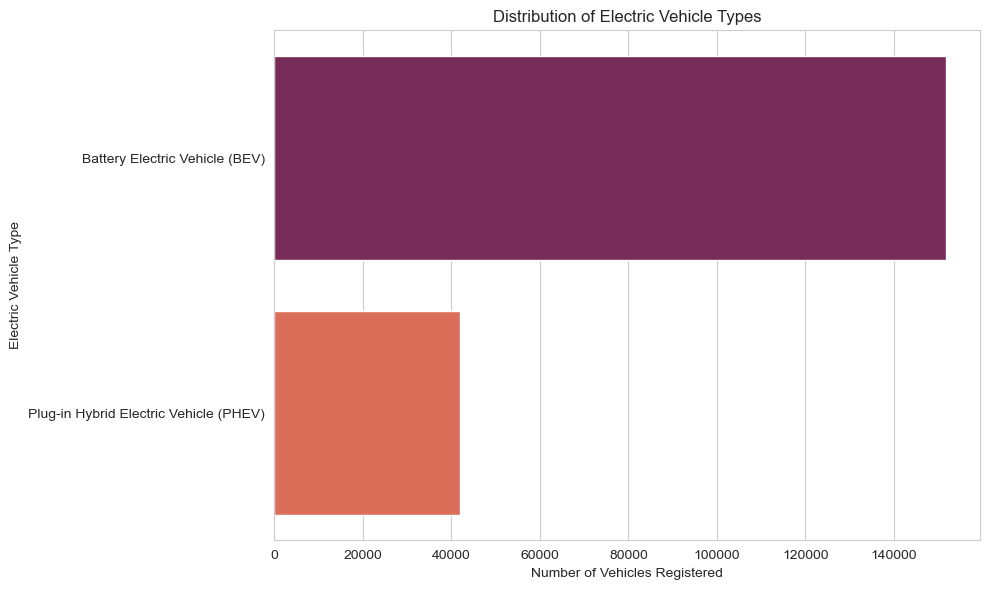 Distribution of Electric Vehicle Types
Electric Vehicle Type
Battery Electric Vehicle (BEV)
Plug-in Hybrid Electric Vehicle (PHEV)
0 20000 40000 60000 80000 100000 120000 140000
Number of Vehicles Registered